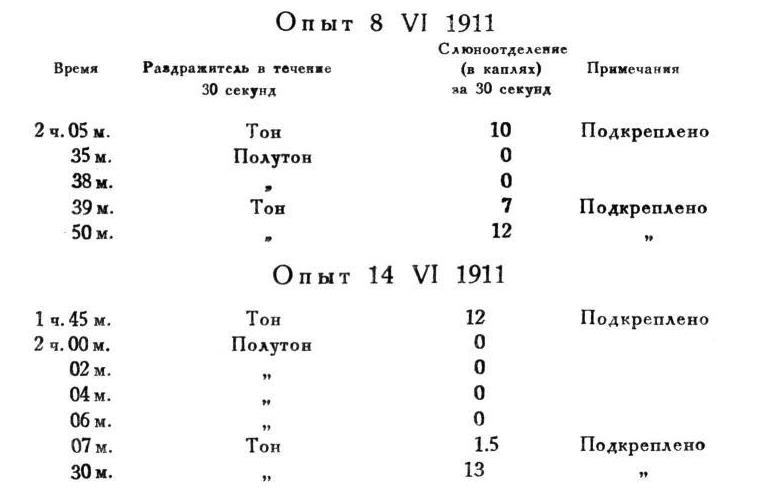 Опыт 8 VI 1911
Время Раздражитель в течение 30 секунд Слюноотделение (в каплях) за 30 секунд Примечания
2 ч. 05 м. Тон 10 Подкреплено
35 м. Полутон 0
38 м. „ 0
39 м. Тон 7 Подкреплено
50 м. „ 12 „
Опыт 14 VI 1911
1 ч. 45 м. Тон 12 Подкреплено
2 ч. 00 м. Полутон 0
02 м. „ 0
04 м. „ 0
06 м. „ 0
07 м. Тон 1.5 Подкреплено
30 м. „ 13 „